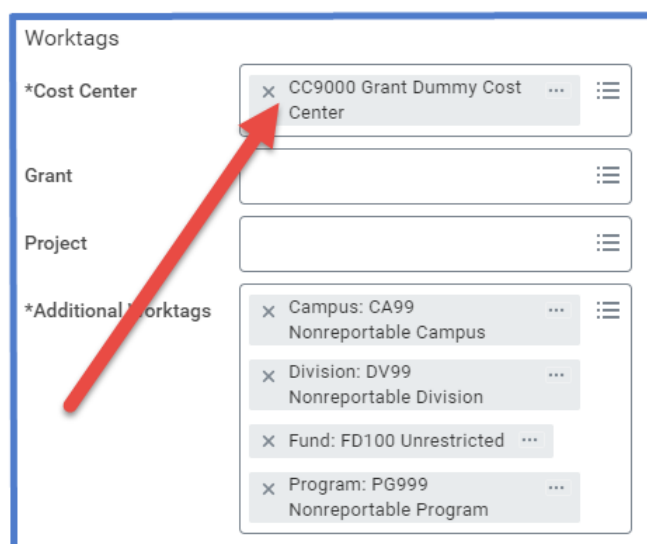 Worktags
*Cost Center
CC9000 Grant Dummy Cost
Center
Grant
Project
*Additional Worktags
Campus: CA99
Nonreportable Campus
Division: DV99
Nonreportable Division
Fund: FD100 Unrestricted
Program: PG999
Nonreportable Program